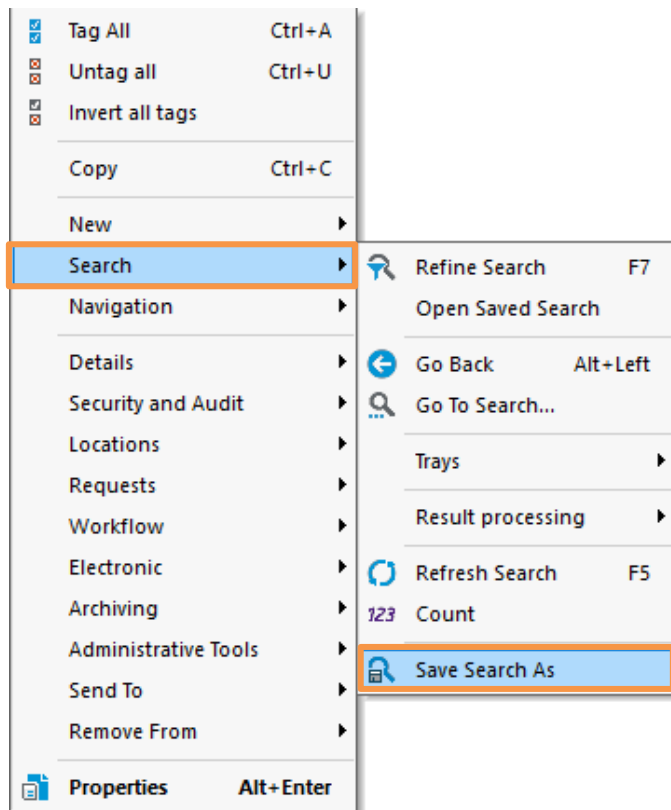 Tag All Ctrl+A
Untag all Ctrl+U
Invert all tags
Copy Ctrl+C
New
Search
Navigation
Details
Security and Audit
Locations
Requests
Workflow
Electronic
Archiving
Administrative Tools
Send To
Remove From
Properties Alt+Enter
Refine Search F7
Open Saved Search
Go Back Alt+Left
Go To Search...
Trays
Result processing
Refresh Search F5
123 Count
Save Search As